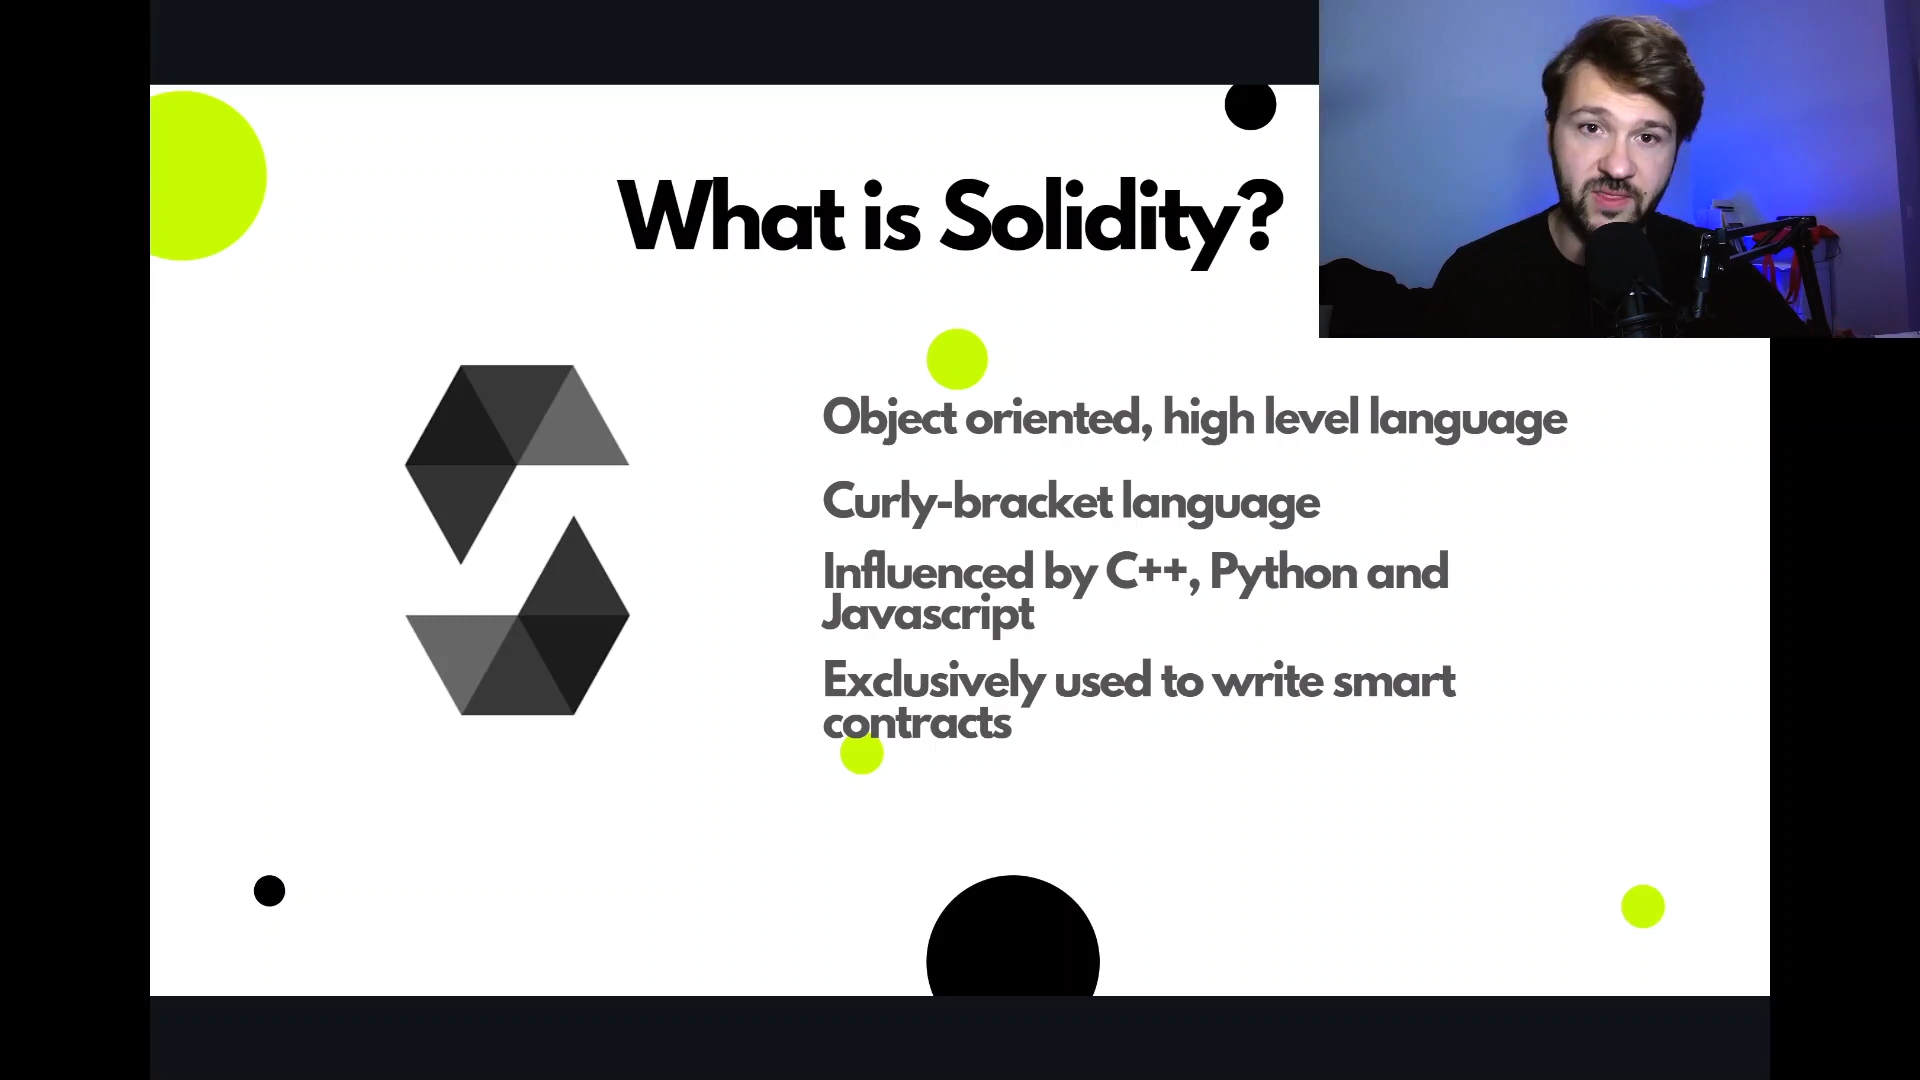 What is Solidity?
Object oriented, high level language
Curly-bracket language
Influenced by C++, Python and
Javascript
Exclusively used to write smart
contracts